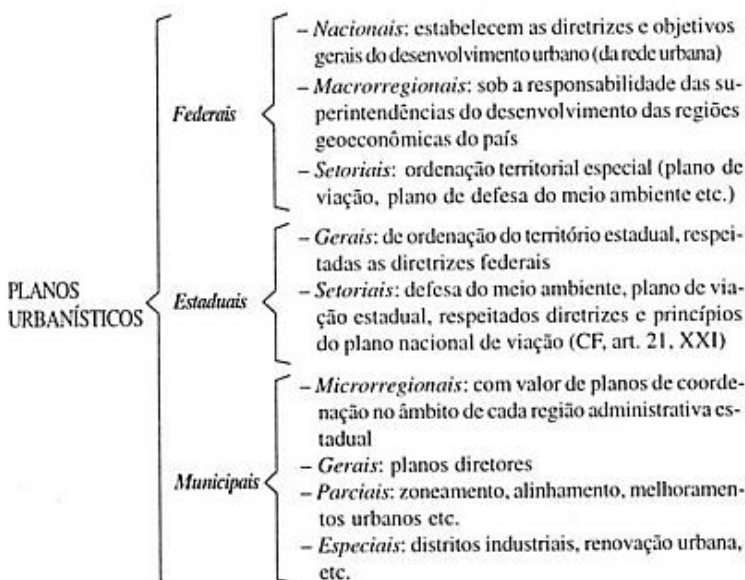 – Nacionais: estabelecem as diretrizes e objetivos
gerais do desenvolvimento urbano (da rede urbana)
– Macrorregionais: sob a responsabilidade das su-
perintendências do desenvolvimento das regiões
geoeconômicas do país
– Setoriais: ordenação territorial especial (plano de
viação, plano de defesa do meio ambiente etc.)
Federais
– Gerais: de ordenação do território estadual, respei-
tadas as diretrizes federais
– Setoriais: defesa do meio ambiente, plano de via-
ção estadual, respeitados diretrizes e princípios
do plano nacional de viação (CF, art. 21, XXI)
Estaduais
PLANOS
URBANÍSTICOS
– Microrregionais: com valor de planos de coorde-
nação no âmbito de cada região administrativa es-
tadual
– Gerais: planos diretores
– Parciais: zoneamento, alinhamento, melhoramen-
tos urbanos etc.
– Especiais: distritos industriais, renovação urbana,
etc.
Municipais